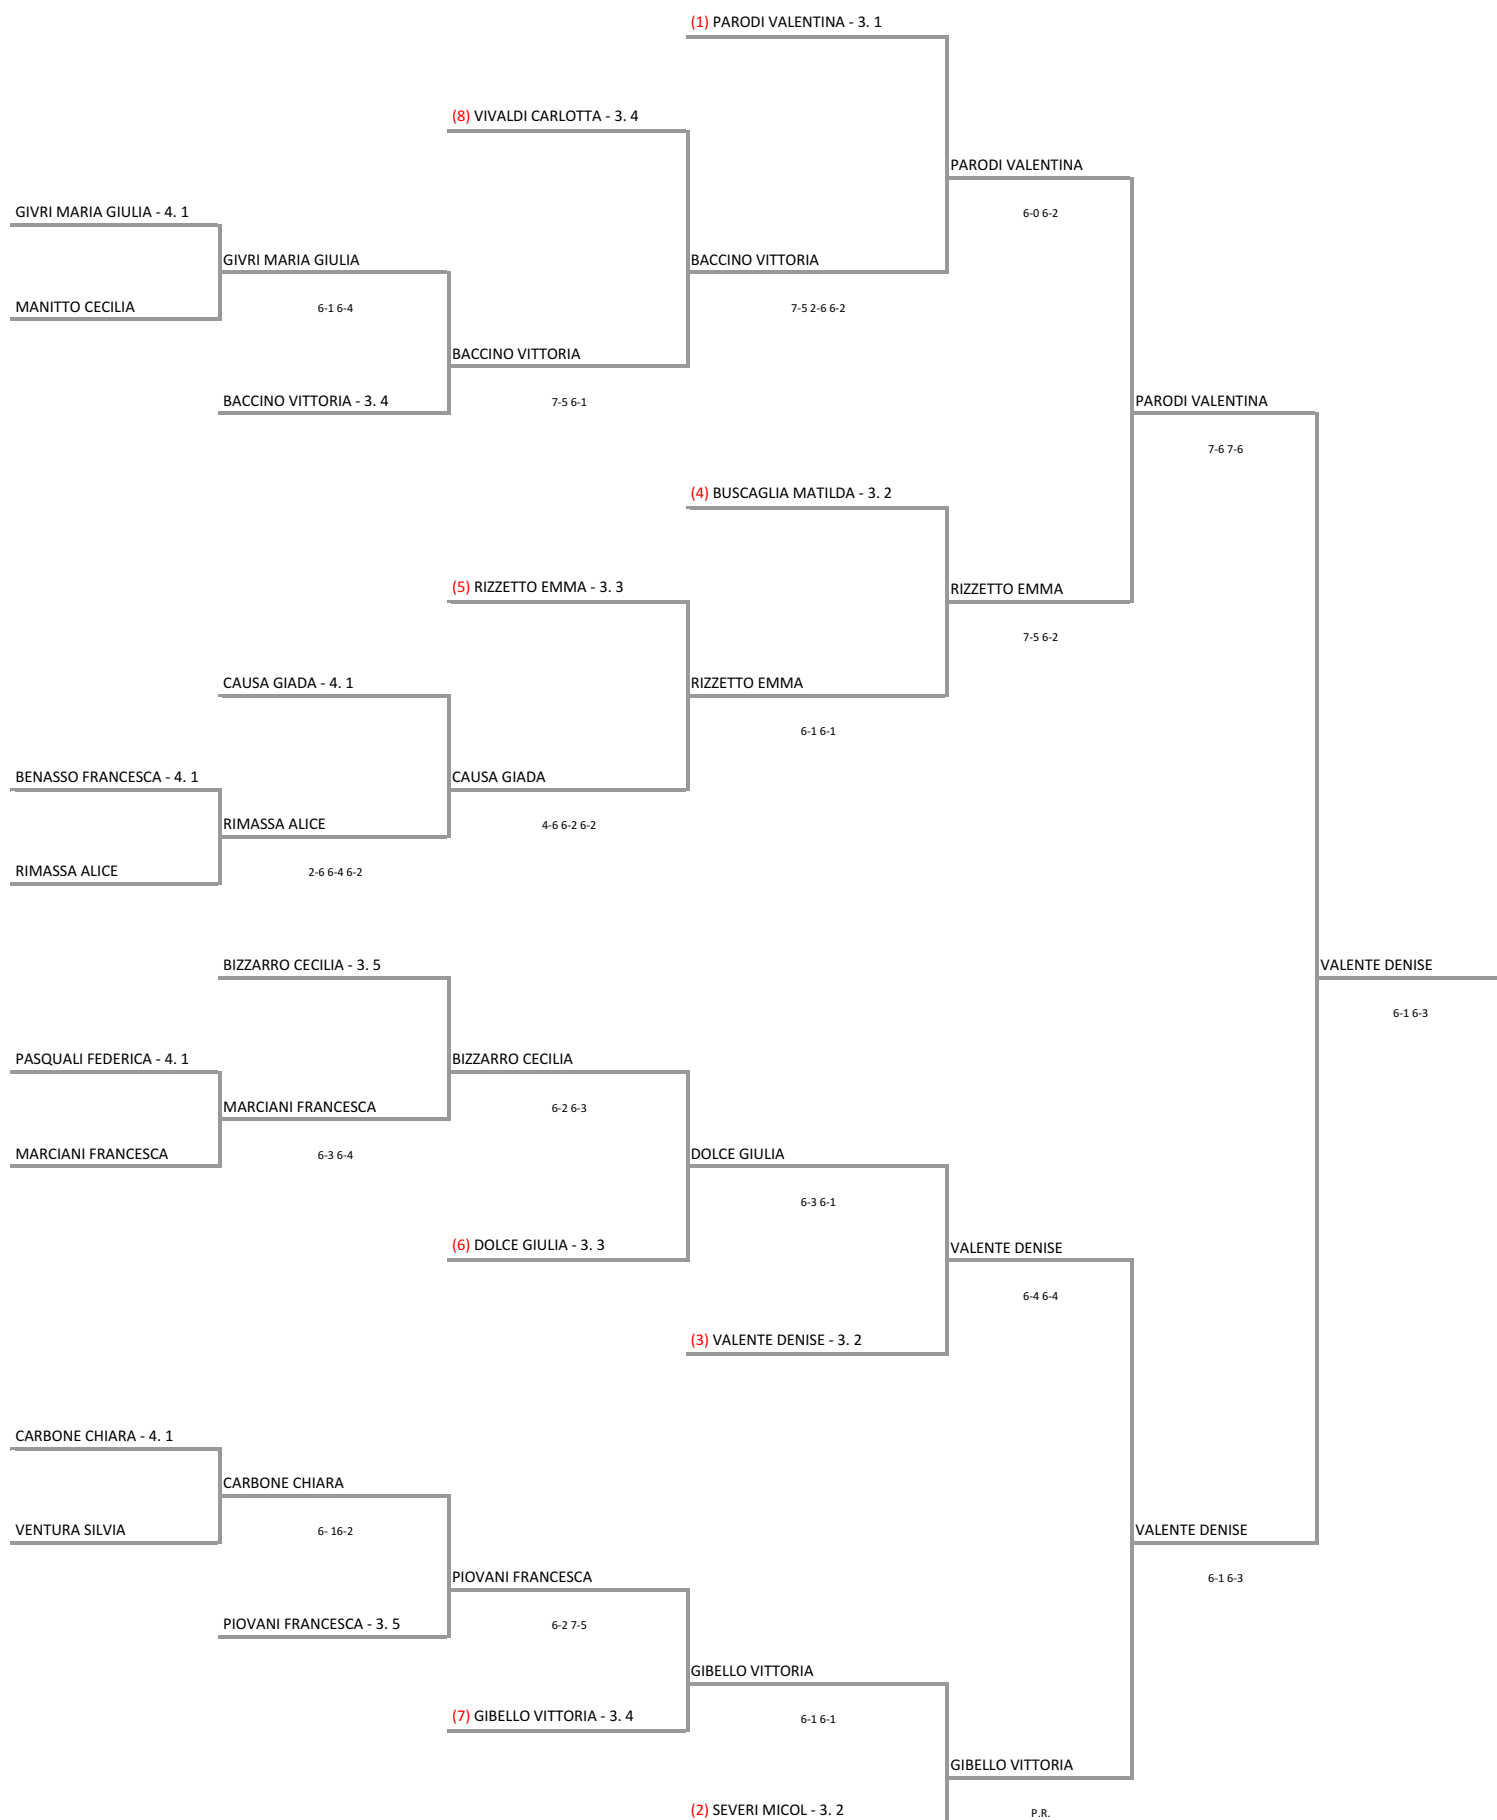 (1) PARODI VALENTINA - 3. 1
(8) VIVALDI CARLOTTA - 3. 4
PARODI VALENTINA
GIVRI MARIA GIULIA - 4. 1
6-0 6-2
GIVRI MARIA GIULIA
BACCINO VITTORIA
MANITTO CECILIA
6-1 6-4
7-5 2-6 6-2
BACCINO VITTORIA
BACCINO VITTORIA - 3. 4
7-5 6-1
PARODI VALENTINA
7-6 7-6
(4) BUSCAGLIA MATILDA - 3. 2
(5) RIZZETTO EMMA - 3. 3
RIZZETTO EMMA
7-5 6-2
CAUSA GIADA - 4. 1
RIZZETTO EMMA
6-1 6-1
BENASSO FRANCESCA - 4. 1
CAUSA GIADA
RIMASSA ALICE
4-6 6-2 6-2
RIMASSA ALICE
2-6 6-4 6-2
BIZZARRO CECILIA - 3. 5
VALENTE DENISE
6-1 6-3
PASQUALI FEDERICA - 4. 1
BIZZARRO CECILIA
MARCIANI FRANCESCA
6-2 6-3
MARCIANI FRANCESCA
6-3 6-4
DOLCE GIULIA
6-3 6-1
(6) DOLCE GIULIA - 3. 3
VALENTE DENISE
6-4 6-4
(3) VALENTE DENISE - 3. 2
CARBONE CHIARA - 4. 1
CARBONE CHIARA
VENTURA SILVIA
6- 16-2
VALENTE DENISE
PIOVANI FRANCESCA
6-1 6-3
PIOVANI FRANCESCA - 3. 5
6-2 7-5
GIBELLO VITTORIA
(7) GIBELLO VITTORIA - 3. 4
6-1 6-1
GIBELLO VITTORIA
(2) SEVERI MICOL - 3. 2
P.R.